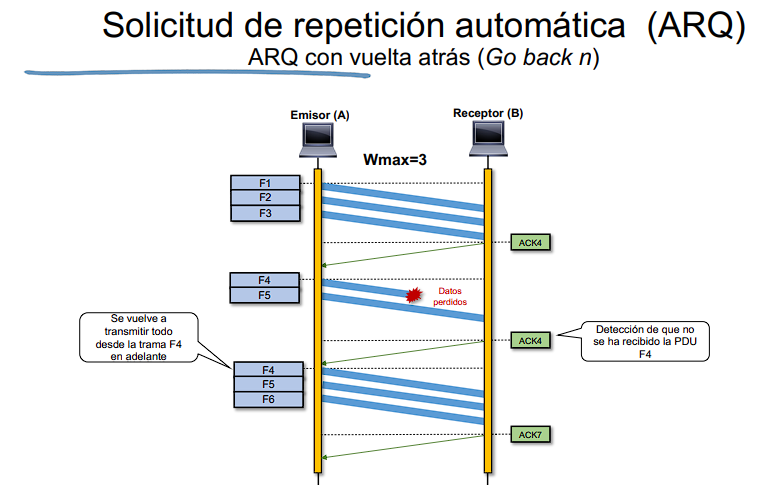 Solicitud de repetición automática (ARQ)
ARQ con vuelta atrás (Go back n)
Emisor (A)
Receptor (B)
Wmax=3
F1
F2
F3
ACK4
F4
F5
Datos
perdidos
Se vuelve a
transmitir todo
desde la trama F4
en adelante
ACK4
Detección de que no
se ha recibido la PDU
F4
F4
F5
F6
ACK7